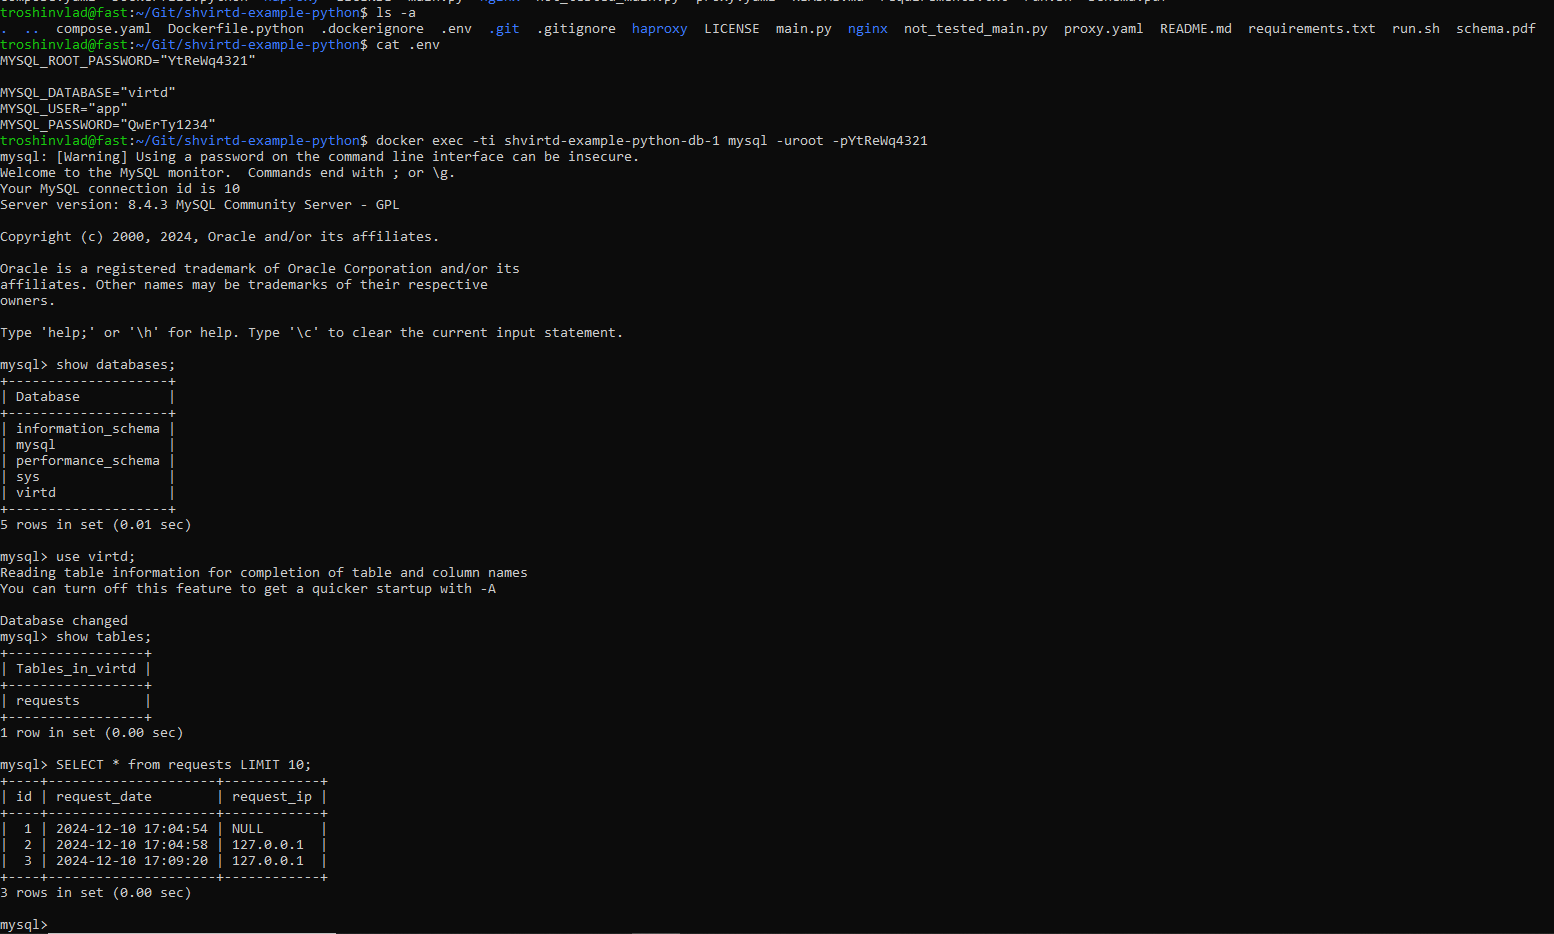 troshinvlad@fast:~/Git/shvirtd-example-python$ ls -a
.  ..  compose.yaml  Dockerfile.python  .dockerignore  .env  .git  .gitignore  haproxy  LICENSE  main.py  nginx  not_tested_main.py  proxy.yaml  README.md  requirements.txt  run.sh  schema.pdf
troshinvlad@fast:~/Git/shvirtd-example-python$ cat .env
MYSQL_ROOT_PASSWORD="YtReWq4321"

MYSQL_DATABASE="virtd"
MYSQL_USER="app"
MYSQL_PASSWORD="QwErTy1234"
troshinvlad@fast:~/Git/shvirtd-example-python$ docker exec -ti shvirtd-example-python-db-1 mysql -uroot -pYtReWq4321
mysql: [Warning] Using a password on the command line interface can be insecure.
Welcome to the MySQL monitor.  Commands end with ; or \g.
Your MySQL connection id is 10
Server version: 8.4.3 MySQL Community Server - GPL

Copyright (c) 2000, 2024, Oracle and/or its affiliates.

Oracle is a registered trademark of Oracle Corporation and/or its
affiliates. Other names may be trademarks of their respective
owners.

Type 'help;' or '\h' for help. Type '\c' to clear the current input statement.

mysql> show databases;
+--------------------+
| Database           |
+--------------------+
| information_schema |
| mysql              |
| performance_schema |
| sys                |
| virtd              |
+--------------------+
5 rows in set (0.01 sec)

mysql> use virtd;
Reading table information for completion of table and column names
You can turn off this feature to get a quicker startup with -A

Database changed
mysql> show tables;
+-----------------+
| Tables_in_virtd |
+-----------------+
| requests        |
+-----------------+
1 row in set (0.00 sec)

mysql> SELECT * from requests LIMIT 10;
+----+---------------------+------------+
| id | request_date        | request_ip |
+----+---------------------+------------+
|  1 | 2024-12-10 17:04:54 | NULL       |
|  2 | 2024-12-10 17:04:58 | 127.0.0.1  |
|  3 | 2024-12-10 17:09:20 | 127.0.0.1  |
+----+---------------------+------------+
3 rows in set (0.00 sec)

mysql>